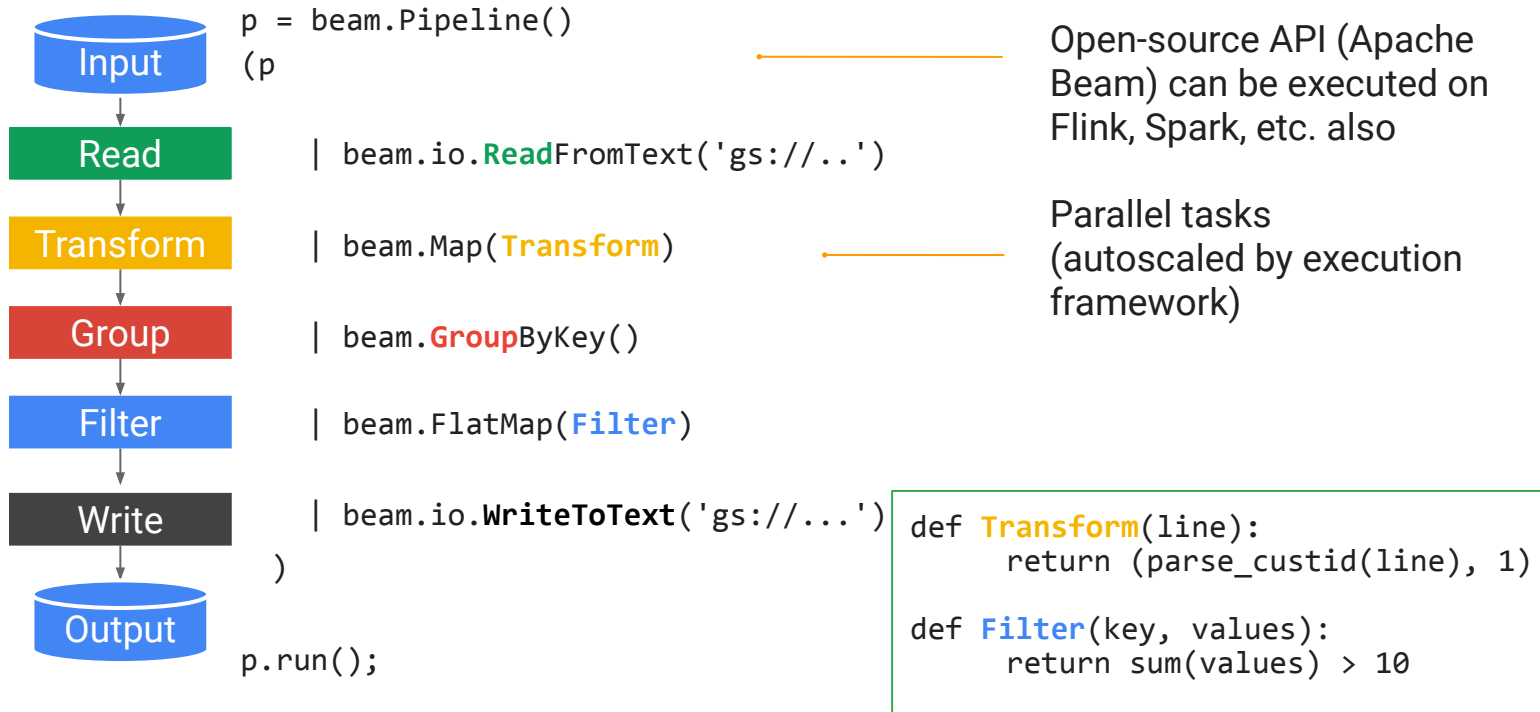 Input
Read
Transform
Group
Filter
Write
Output
p = beam.Pipeline()
(p
| beam.io.ReadFromText('gs://..')
| beam.Map(Transform)
| beam.GroupByKey()
| beam.FlatMap(Filter)
| beam.io.WriteToText('gs://...')
)
p.run();
Open-source API (Apache
Beam) can be executed on
Flink, Spark, etc. also
Parallel tasks
(autoscaled by execution
framework)
def Transform(line):
return (parse_custid(line), 1)
def Filter(key, values):
return sum(values) > 10